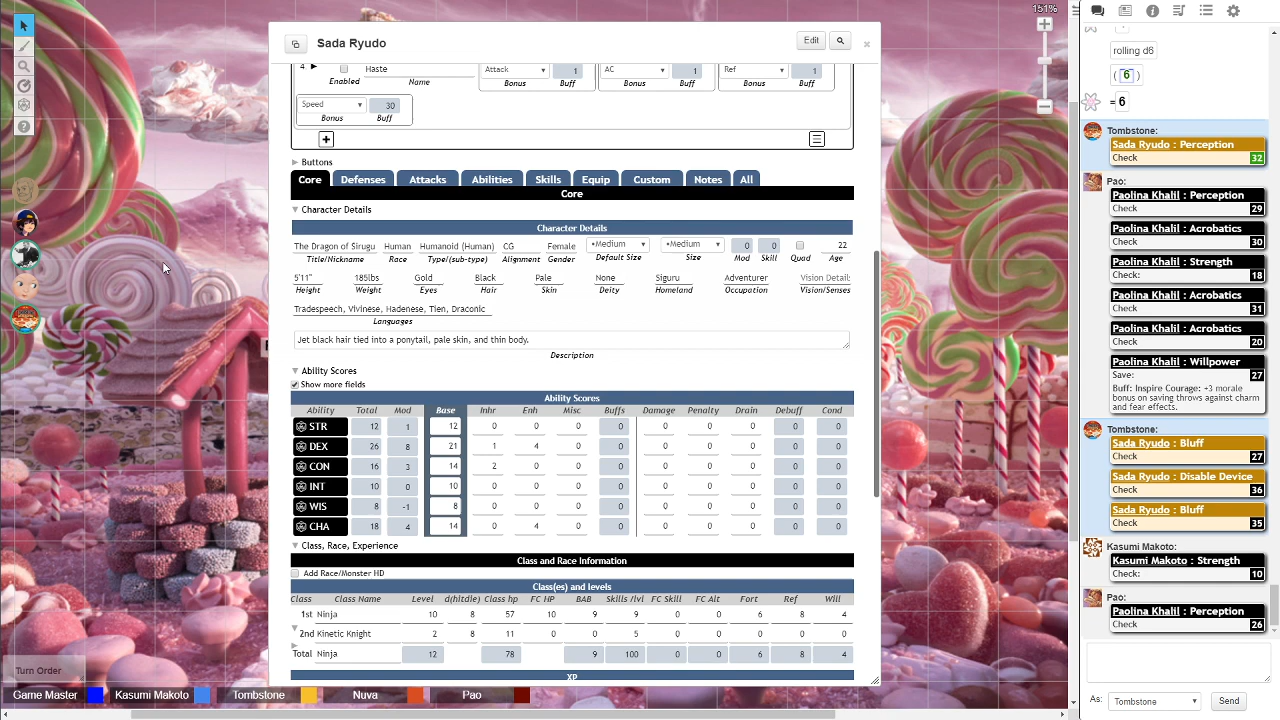 151%
Sada Ryudo
Edit
4 Haste Attack 1 AC 1 Ref 1
Enabled Name Bonus Buff Bonus Buff Bonus Buff
Speed 30
Bonus Buff
Buttons
Core Defenses Attacks Abilities Skills Equip Custom Notes All
Core
Character Details
Character Details
The Dragon of Sirugu Human Humanoid (Human) CG Female •Medium •Medium 0 0 22
Title/Nickname Race Type/(sub-type) Alignment Gender Default Size Size Mod Skill Quad Age
5'11" 185lbs Gold Black Pale None Siguru Adventurer Vision Details
Height Weight Eyes Hair Skin Deity Homeland Occupation Vision/Senses
Tradespeech, Vivinese, Hadenese, Tien, Draconic
Languages
Jet black hair tied into a ponytail, pale skin, and thin body.
Description
Ability Scores
Show more fields
Ability Scores
Ability Total Mod Base Inhr Enh Misc Buffs Damage Penalty Drain Debuff Cond
STR 12 1 12 0 0 0 0 0 0 0 0 0
DEX 26 8 21 1 4 0 0 0 0 0 0 0
CON 16 3 14 2 0 0 0 0 0 0 0 0
INT 10 0 10 0 0 0 0 0 0 0 0 0
WIS 8 -1 8 0 0 0 0 0 0 0 0 0
CHA 18 4 14 0 4 0 0 0 0 0 0 0
Class, Race, Experience
Class and Race Information
Add Race/Monster HD
Class(es) and levels
Class Class Name Level d(hitdie) Class hp FC HP BAB Skills /lvl FC Skill FC Alt Fort Ref Will
1st Ninja 10 8 57 10 9 9 0 0 6 8 4
2nd Kinetic Knight 2 8 11 0 0 5 0 0 0 0 0
Total Ninja 12 78 9 100 0 0 6 8 4
XP
Turn Order
Game Master Kasumi Makoto Tombstone Nuva Pao
rolling d6
( 6 )
= 6
Tombstone:
Sada Ryudo : Perception
Check 32
Pao:
Paolina Khalil : Perception
Check 29
Paolina Khalil : Acrobatics
Check 30
Paolina Khalil : Strength
Check: 18
Paolina Khalil : Acrobatics
Check 31
Paolina Khalil : Acrobatics
Check 20
Paolina Khalil : Willpower
Save: 27
Buff: Inspire Courage: +3 morale
bonus on saving throws against charm
and fear effects.
Tombstone:
Sada Ryudo : Bluff
Check 27
Sada Ryudo : Disable Device
Check 36
Sada Ryudo : Bluff
Check 35
Kasumi Makoto:
Kasumi Makoto : Strength
Check: 10
Pao:
Paolina Khalil : Perception
Check 26
As: Tombstone Send